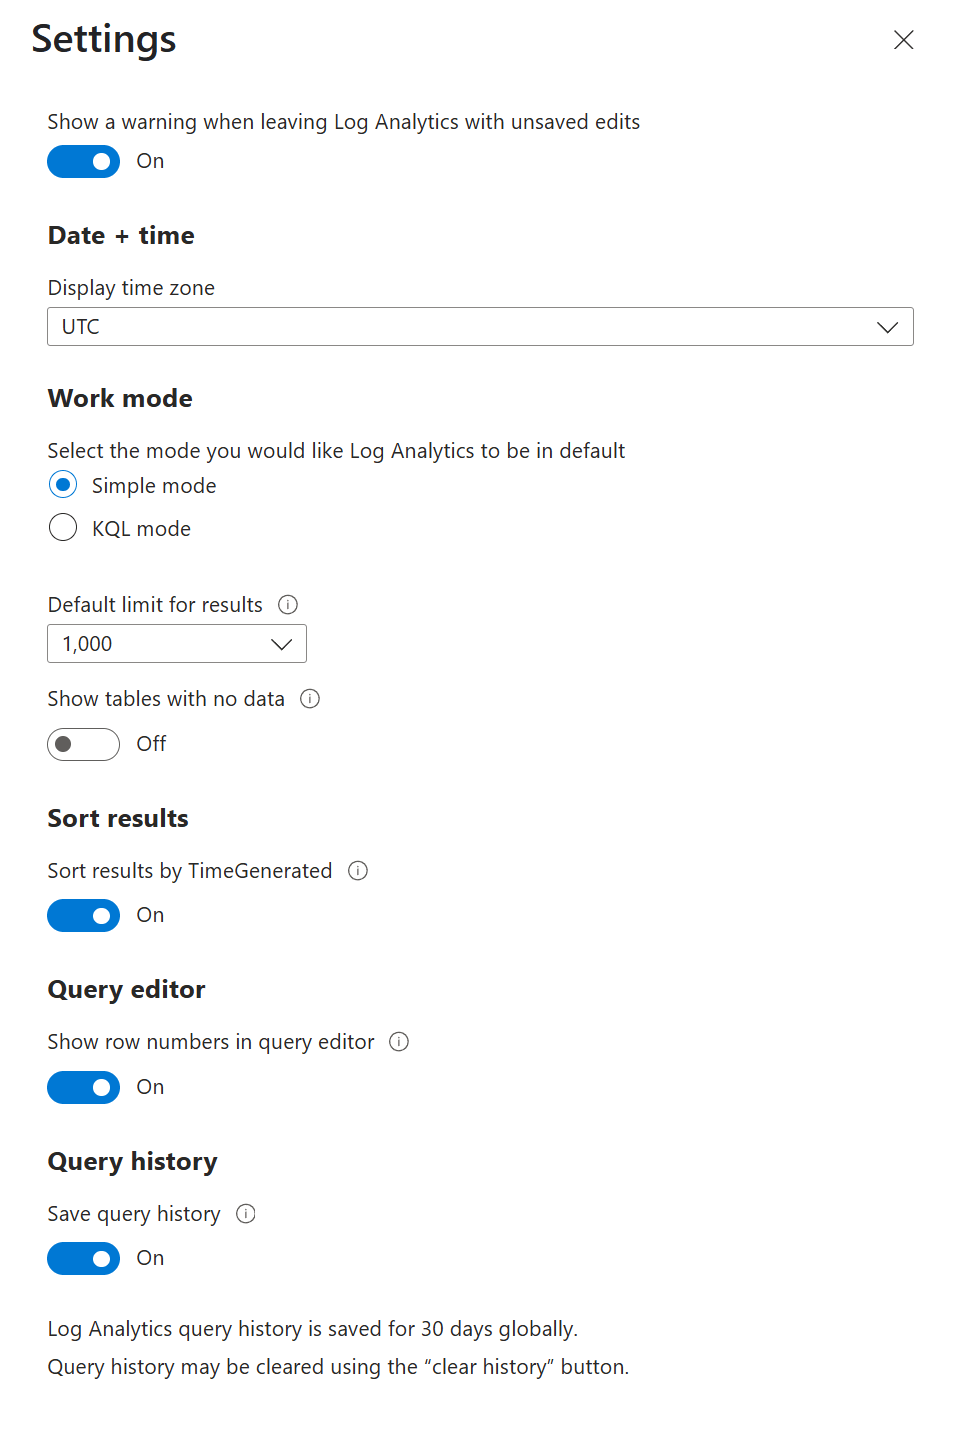 Settings
Show a warning when leaving Log Analytics with unsaved edits
On
Date + time
Display time zone
UTC
Work mode
Select the mode you would like Log Analytics to be in default
Simple mode
KQL mode
Default limit for results
1,000
Show tables with no data
Off
Sort results
Sort results by TimeGenerated
On
Query editor
Show row numbers in query editor
On
Query history
Save query history
On
Log Analytics query history is saved for 30 days globally.
Query history may be cleared using the “clear history” button.